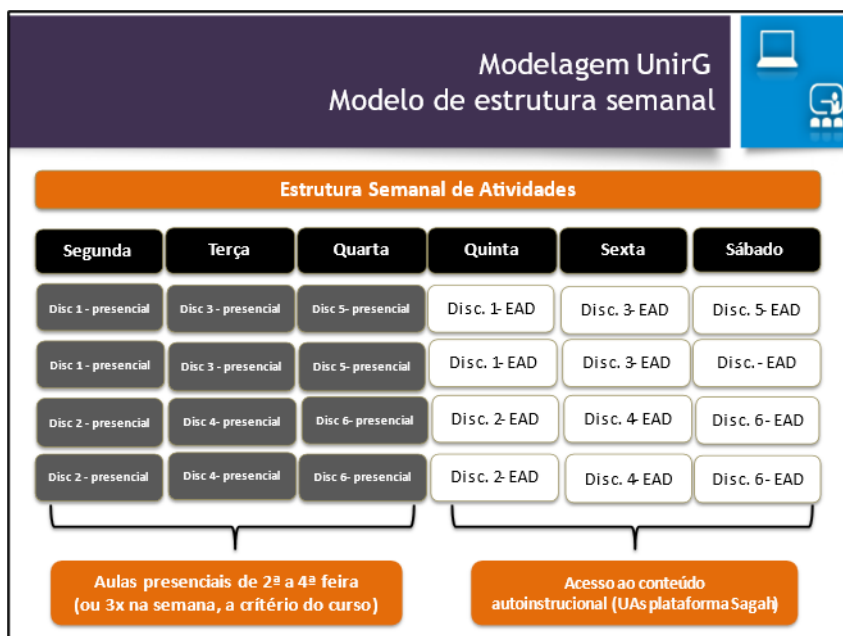 Modelagem UnirG
Modelo de estrutura semanal
Estrutura Semanal de Atividades
Segunda Terça Quarta Quinta Sexta Sábado
Disc 1 - presencial Disc 3 - presencial Disc 5- presencial Disc. 1- EAD Disc. 3- EAD Disc. 5- EAD
Disc 1 - presencial Disc 3 - presencial Disc 5- presencial Disc. 1- EAD Disc. 3- EAD Disc.- EAD
Disc 2 - presencial Disc 4- presencial Disc 6- presencial Disc. 2- EAD Disc. 4- EAD Disc. 6- EAD
Disc 2 - presencial Disc 4- presencial Disc 6- presencial Disc. 2- EAD Disc. 4- EAD Disc. 6- EAD
Aulas presenciais de 2ª a 4ª feira
(ou 3x na semana, a critério do curso)
Acesso ao conteúdo
autoinstrucional (UAs plataforma Sagah)